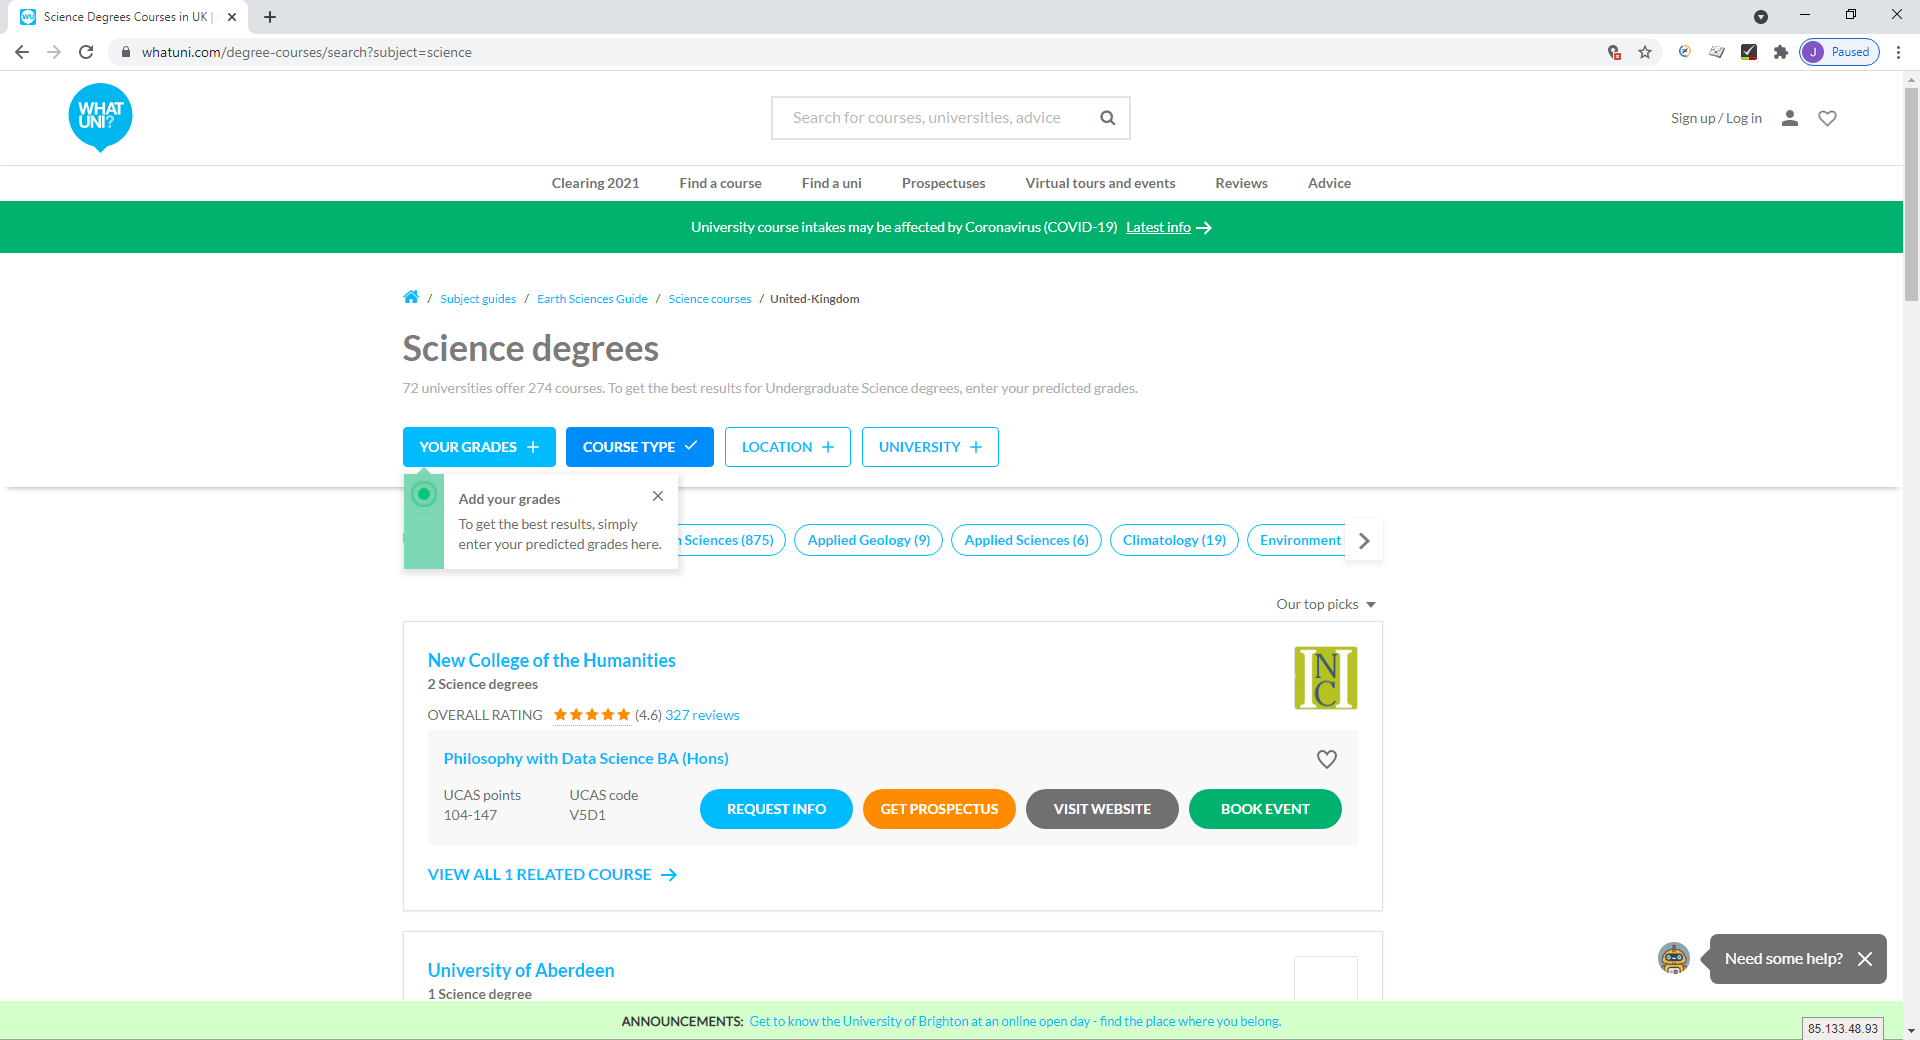 Science Degrees Courses in UK |
whatuni.com/degree-courses/search?subject=science
J Paused
WHAT
UNI?
Search for courses, universities, advice
Sign up / Log in
Clearing 2021 Find a course Find a uni Prospectuses Virtual tours and events Reviews Advice
University course intakes may be affected by Coronavirus (COVID-19) Latest info
/ Subject guides / Earth Sciences Guide / Science courses / United-Kingdom
Science degrees
72 universities offer 274 courses. To get the best results for Undergraduate Science degrees, enter your predicted grades.
YOUR GRADES COURSE TYPE LOCATION UNIVERSITY
Add your grades
To get the best results, simply
enter your predicted grades here.
Sciences (875) Applied Geology (9) Applied Sciences (6) Climatology (19) Environment
Our top picks
New College of the Humanities
2 Science degrees
NCH
OVERALL RATING (4.6) 327 reviews
Philosophy with Data Science BA (Hons)
UCAS points UCAS code
104-147 V5D1
REQUEST INFO GET PROSPECTUS VISIT WEBSITE BOOK EVENT
VIEW ALL 1 RELATED COURSE
University of Aberdeen
1 Science degree
Need some help?
ANNOUNCEMENTS: Get to know the University of Brighton at an online open day - find the place where you belong.
85.133.48.93